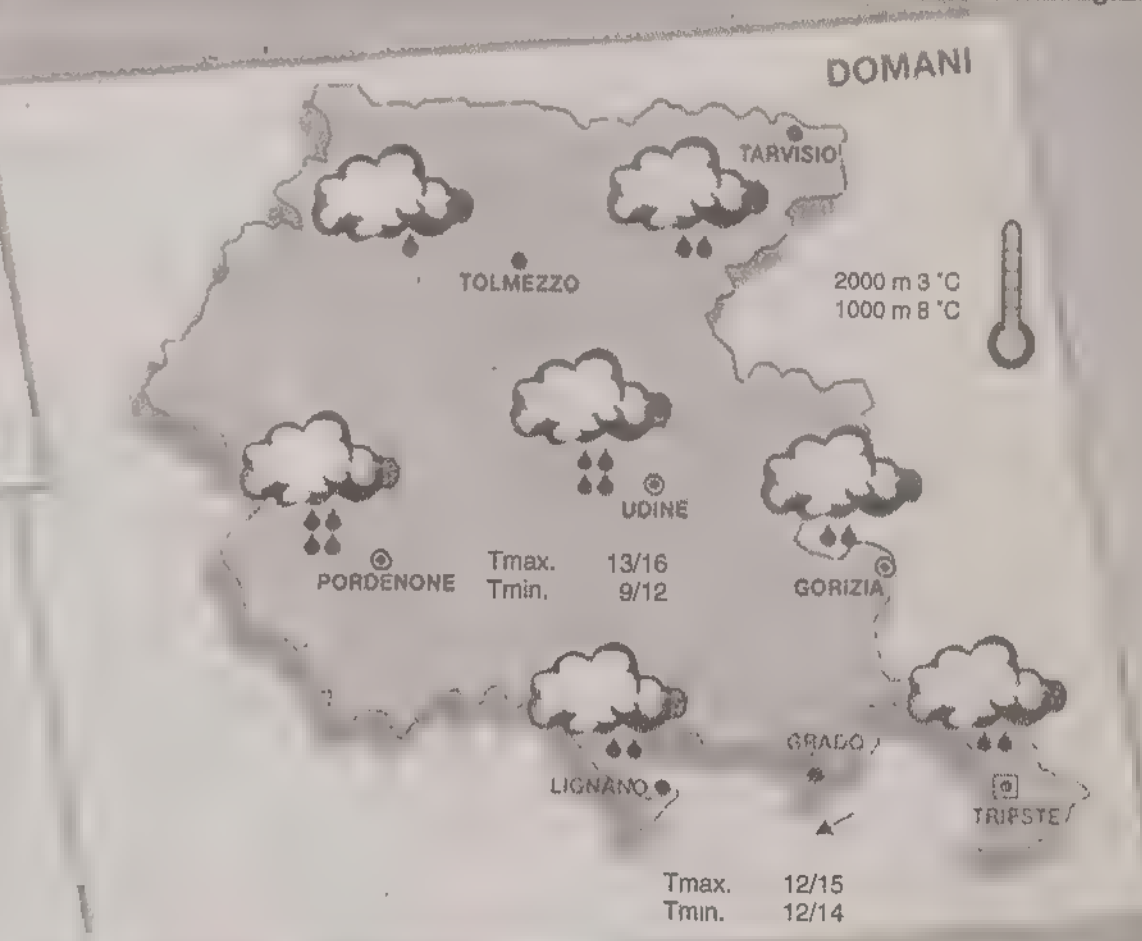 DOMANI
TARVISIO
TOLMEZZO
2000 m 3 °C
1000 m 8 °C
UDINE
PORDENONE
Tmax. 13/16
Tmin. 9/12
GORIZIA
GRADO
LIGNANO
TRIESTE
Tmax. 12/15
Tmin. 12/14